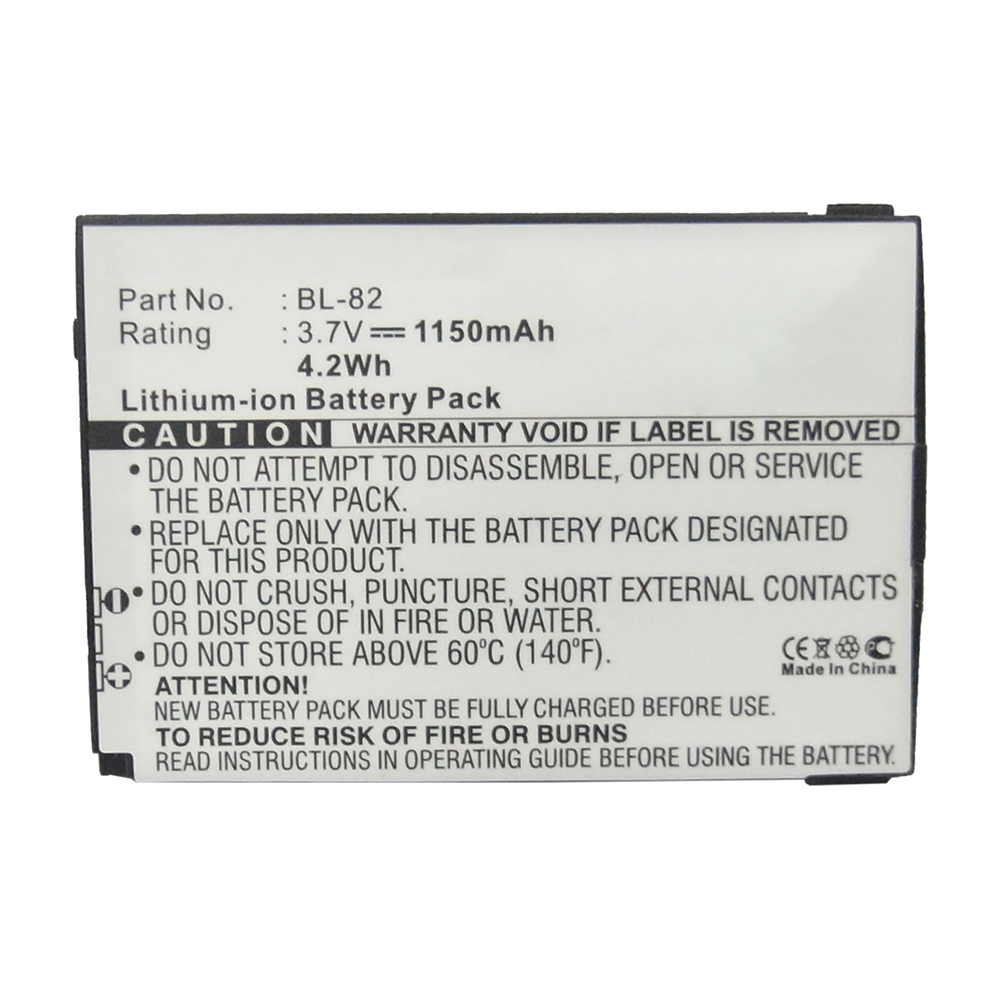 Part No. : BL-82
Rating : 3.7V 1150mAh
4.2Wh
Lithium-ion Battery Pack
CAUTION WARRANTY VOID IF LABEL IS REMOVED
• DO NOT ATTEMPT TO DISASSEMBLE, OPEN OR SERVICE
THE BATTERY PACK.
• REPLACE ONLY WITH THE BATTERY PACK DESIGNATED
FOR THIS PRODUCT.
• DO NOT CRUSH, PUNCTURE, SHORT EXTERNAL CONTACTS
OR DISPOSE OF IN FIRE OR WATER.
• DO NOT STORE ABOVE 60°C (140°F).
CE
Made In China
ATTENTION!
NEW BATTERY PACK MUST BE FULLY CHARGED BEFORE USE.
TO REDUCE RISK OF FIRE OR BURNS
READ INSTRUCTIONS IN OPERATING GUIDE BEFORE USING THE BATTERY.